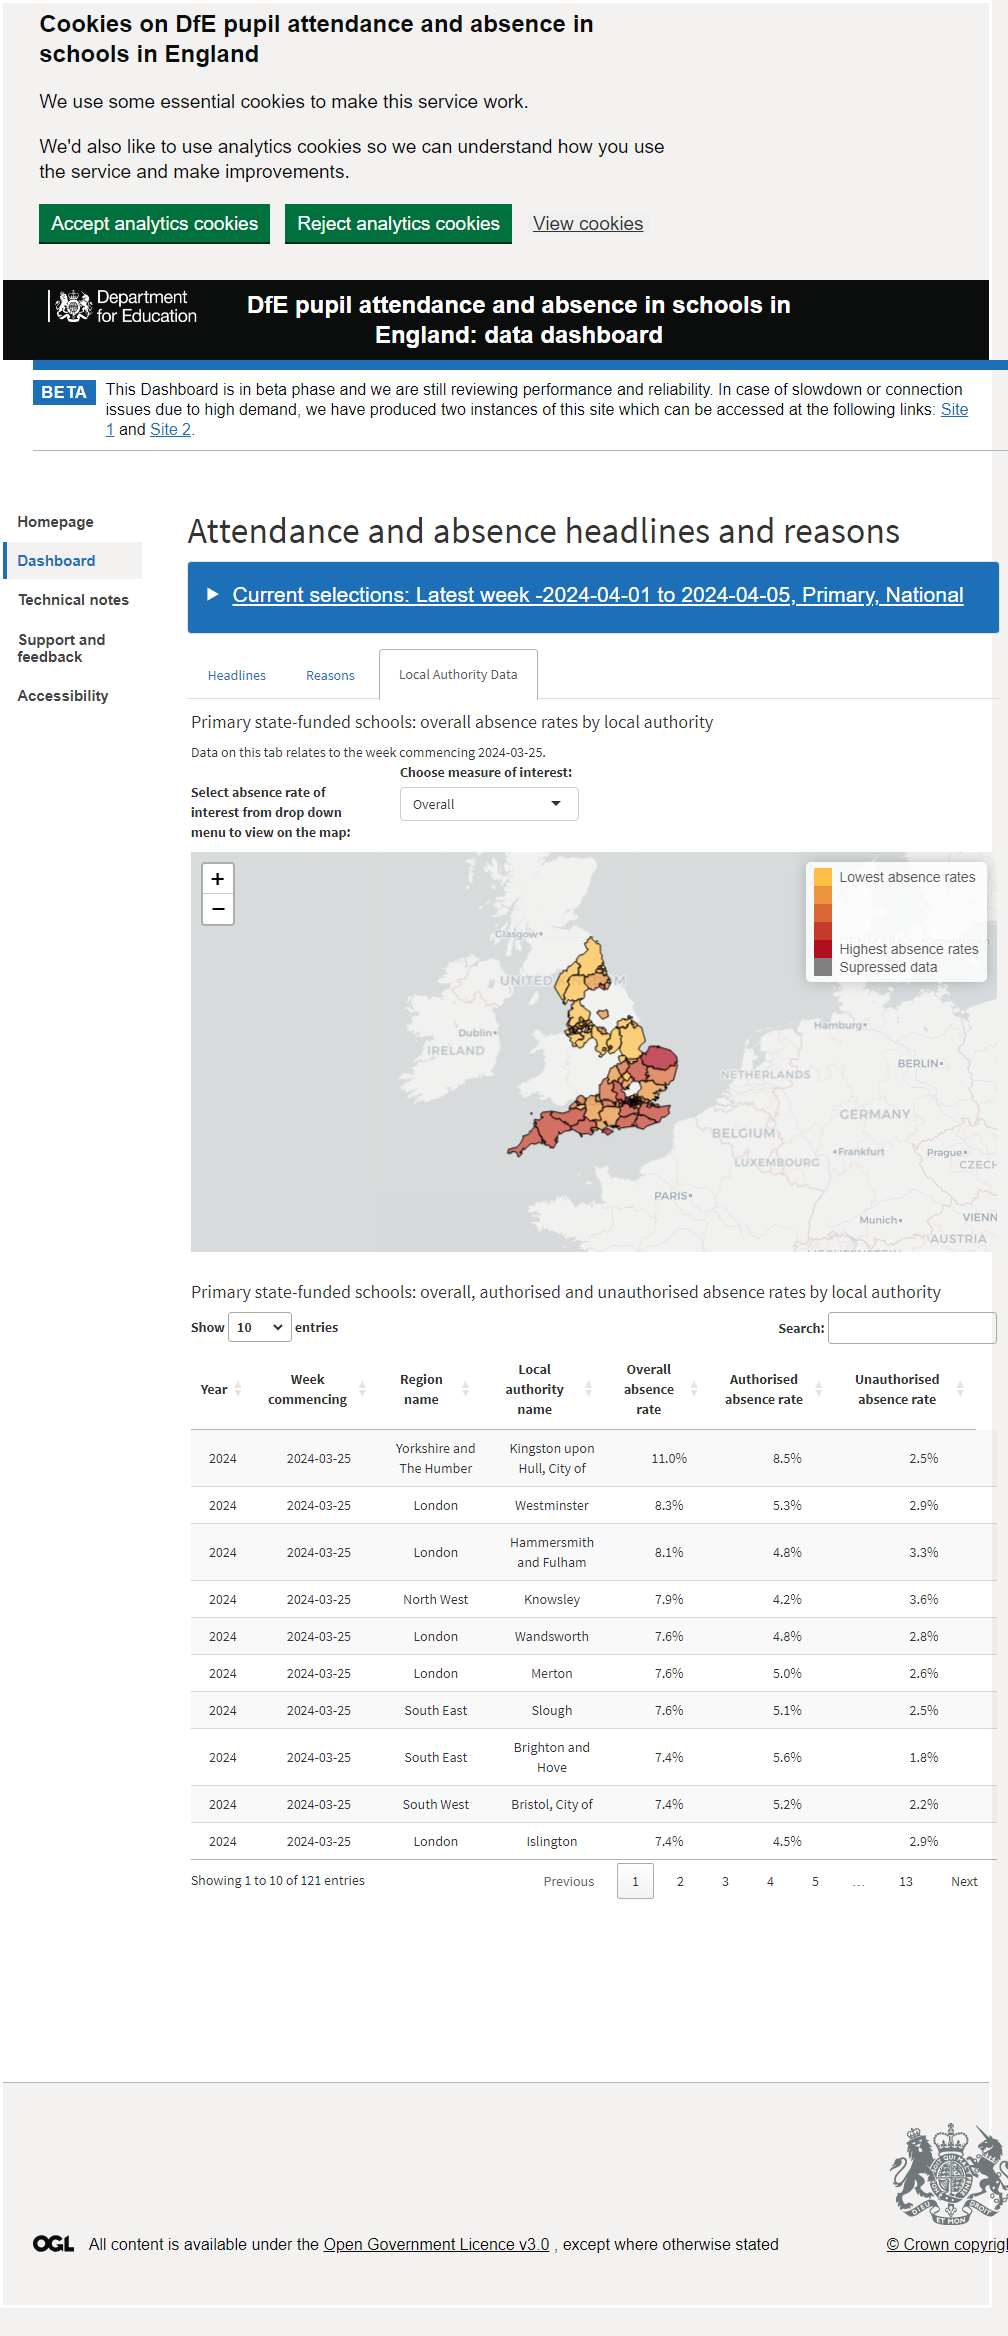 Cookies on DfE pupil attendance and absence in
schools in England
We use some essential cookies to make this service work.
We'd also like to use analytics cookies so we can understand how you use
the service and make improvements.
Accept analytics cookies
Reject analytics cookies
View cookies
Department
for Education
DfE pupil attendance and absence in schools in
England: data dashboard
BETA
This Dashboard is in beta phase and we are still reviewing performance and reliability. In case of slowdown or connection
issues due to high demand, we have produced two instances of this site which can be accessed at the following links: Site
1 and Site 2.
Homepage
Dashboard
Technical notes
Support and
feedback
Accessibility
Attendance and absence headlines and reasons
Current selections: Latest week -2024-04-01 to 2024-04-05, Primary, National
Headlines
Reasons
Local Authority Data
Primary state-funded schools: overall absence rates by local authority
Data on this tab relates to the week commencing 2024-03-25.
Select absence rate of
interest from drop down
menu to view on the map:
Choose measure of interest:
Overall
+
−
Lowest absence rates
Highest absence rates
Supressed data
Glasgow
UNITED KINGDOM
Dublin
IRELAND
Hamburg
BERLIN
NETHERLANDS
GERMANY
BELGIUM
LUXEMBOURG
Frankfurt
Prague
CZECH
PARIS
Munich
VIENN
AUSTRIA
Primary state-funded schools: overall, authorised and unauthorised absence rates by local authority
Show 10 entries
Search:
Year Week commencing Region name Local authority name Overall absence rate Authorised absence rate Unauthorised absence rate
2024 2024-03-25 Yorkshire and The Humber Kingston upon Hull, City of 11.0% 8.5% 2.5%
2024 2024-03-25 London Westminster 8.3% 5.3% 2.9%
2024 2024-03-25 London Hammersmith and Fulham 8.1% 4.8% 3.3%
2024 2024-03-25 North West Knowsley 7.9% 4.2% 3.6%
2024 2024-03-25 London Wandsworth 7.6% 4.8% 2.8%
2024 2024-03-25 London Merton 7.6% 5.0% 2.6%
2024 2024-03-25 South East Slough 7.6% 5.1% 2.5%
2024 2024-03-25 South East Brighton and Hove 7.4% 5.6% 1.8%
2024 2024-03-25 South West Bristol, City of 7.4% 5.2% 2.2%
2024 2024-03-25 London Islington 7.4% 4.5% 2.9%
Showing 1 to 10 of 121 entries
Previous 1 2 3 4 5 … 13 Next
OGL All content is available under the Open Government Licence v3.0 , except where otherwise stated
© Crown copyrigh